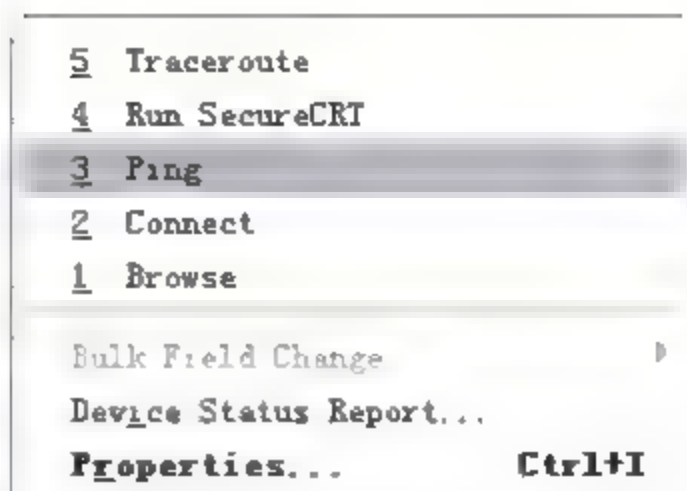 5 Traceroute
4 Run SecureCRT
3 Ping
2 Connect
1 Browse
Bulk Field Change
Device Status Report...
Properties... Ctrl+I